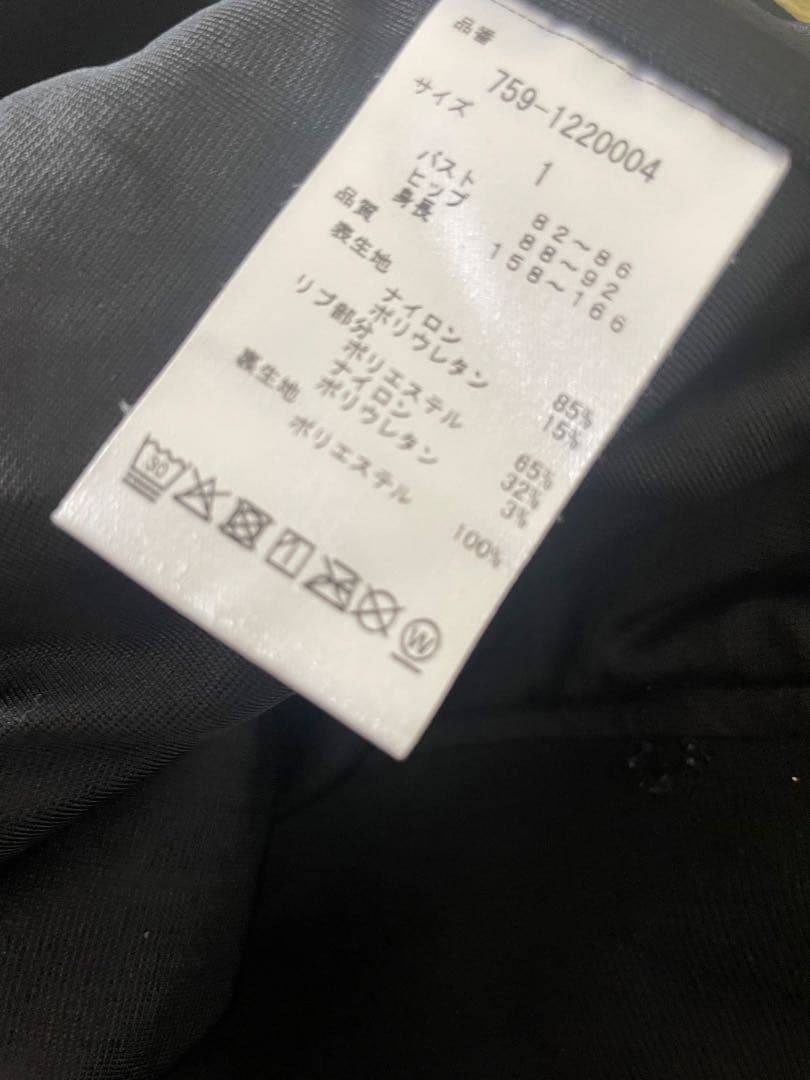 品番
759-1220004
サイズ
1
バスト 82～86
ヒップ 88～92
身長 158～166
品質
表生地
ナイロン 85%
ポリウレタン 15%
リブ部分
ポリエステル 65%
ナイロン 32%
ポリウレタン 3%
裏生地
ポリエステル 100%
30
W